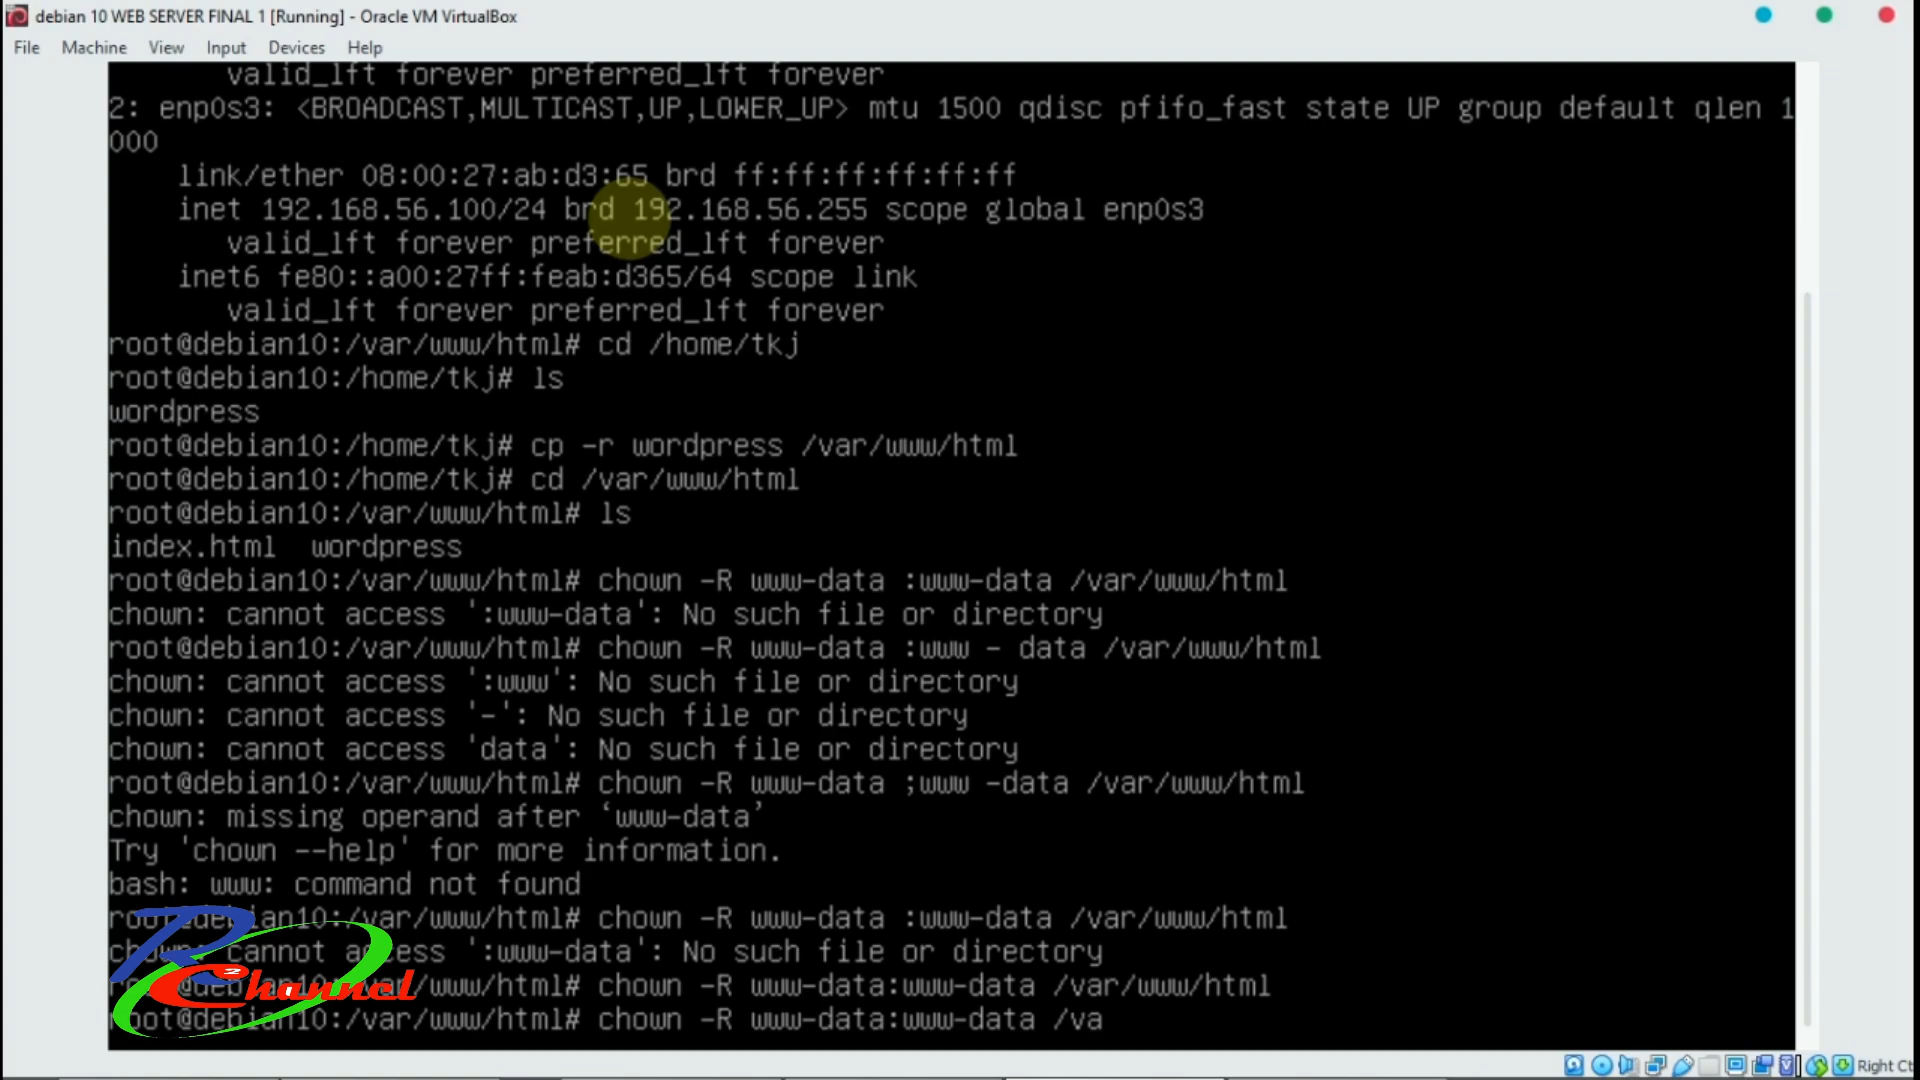 debian 10 WEB SERVER FINAL 1 [Running] - Oracle VM VirtualBox
File Machine View Input Devices Help
valid_lft forever preferred_lft forever
2: enp0s3: <BROADCAST,MULTICAST,UP,LOWER_UP> mtu 1500 qdisc pfifo_fast state UP group default qlen 1
000
link/ether 08:00:27:ab:d3:65 brd ff:ff:ff:ff:ff:ff
inet 192.168.56.100/24 brd 192.168.56.255 scope global enp0s3
valid_lft forever preferred_lft forever
inet6 fe80::a00:27ff:feab:d365/64 scope link
valid_lft forever preferred_lft forever
root@debian10:/var/www/html# cd /home/tkj
root@debian10:/home/tkj# ls
wordpress
root@debian10:/home/tkj# cp -r wordpress /var/www/html
root@debian10:/home/tkj# cd /var/www/html
root@debian10:/var/www/html# ls
index.html wordpress
root@debian10:/var/www/html# chown -R www-data :www-data /var/www/html
chown: cannot access ':www-data': No such file or directory
root@debian10:/var/www/html# chown -R www-data :www - data /var/www/html
chown: cannot access ':www': No such file or directory
chown: cannot access '-': No such file or directory
chown: cannot access 'data': No such file or directory
root@debian10:/var/www/html# chown -R www-data ;www -data /var/www/html
chown: missing operand after ‘www-data’
Try 'chown --help' for more information.
bash: www: command not found
root@debian10:/var/www/html# chown -R www-data :www-data /var/www/html
chown: cannot access ':www-data': No such file or directory
root@debian10:/var/www/html# chown -R www-data:www-data /var/www/html
root@debian10:/var/www/html# chown -R www-data:www-data /va
R 2 Channel
Right Ct